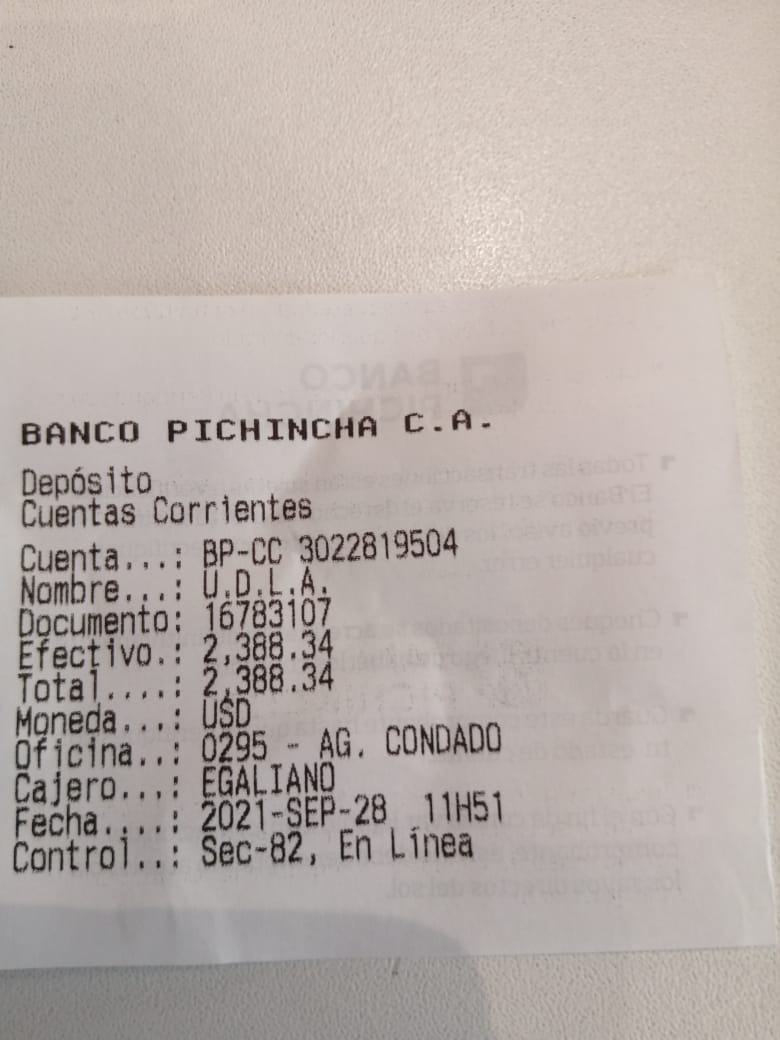 BANCO PICHINCHA C.A.
Depósito
Cuentas Corrientes
Cuenta...: BP-CC 3022819504
Nombre...: U.D.L.A.
Documento: 16783107
Efectivo.: 2,388.34
Total....: 2,388.34
Moneda...: USD
Oficina..: 0295 - AG. CONDADO
Cajero...: EGALIANO
Fecha....: 2021-SEP-28 11H51
Control..: Sec-82, En Línea